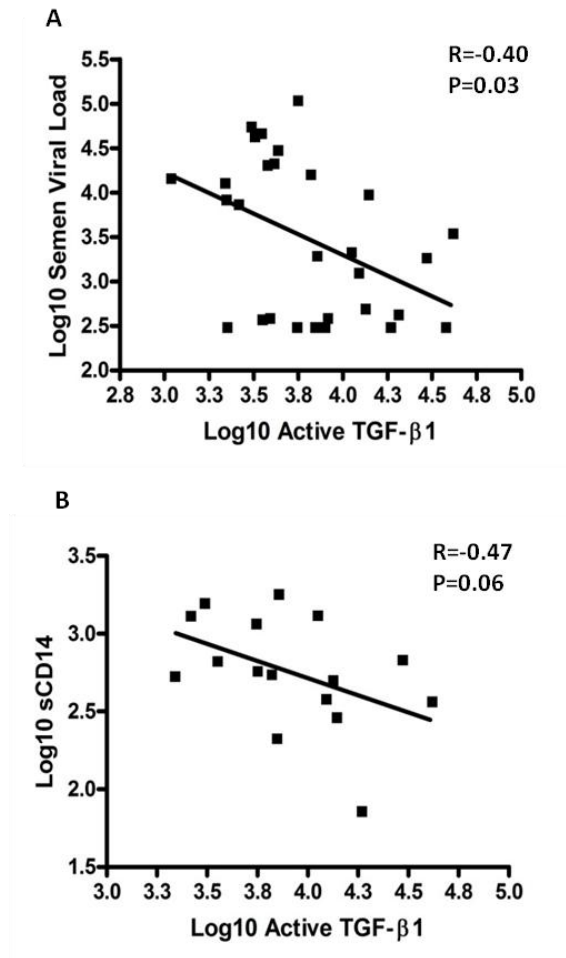 A
R=-0.40
P=0.03
Log10 Semen Viral Load
5.5
5.0
4.5
4.0
3.5
3.0
2.5
2.0
2.8 3.0 3.3 3.5 3.8 4.0 4.3 4.5 4.8 5.0
Log10 Active TGF-β1
B
R=-0.47
P=0.06
Log10 sCD14
3.5
3.0
2.5
2.0
1.5
3.0 3.3 3.5 3.8 4.0 4.3 4.5 4.8 5.0
Log10 Active TGF-β1